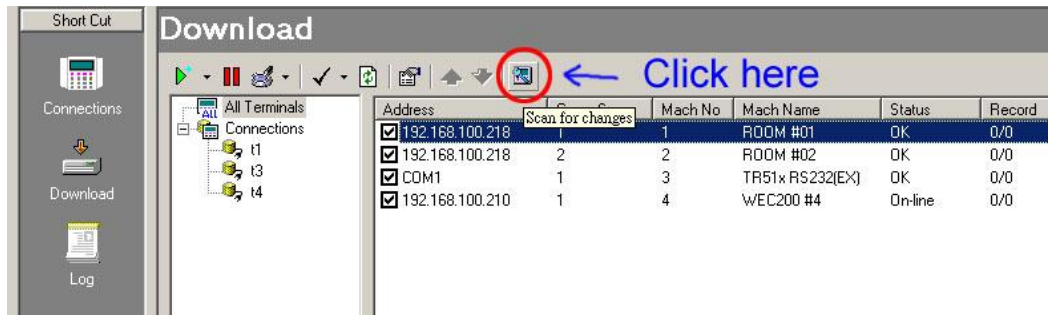 Short Cut
Connections
Download
Log
Download
Click here
ALL All Terminals
Connections
t1
t3
t4
Address Mach No Mach Name Status Record
Scan for changes
192.168.100.218 1 1 ROOM #01 OK 0/0
192.168.100.218 2 2 ROOM #02 OK 0/0
COM1 1 3 TR51x RS232(EX) OK 0/0
192.168.100.210 1 4 WEC200 #4 On-line 0/0